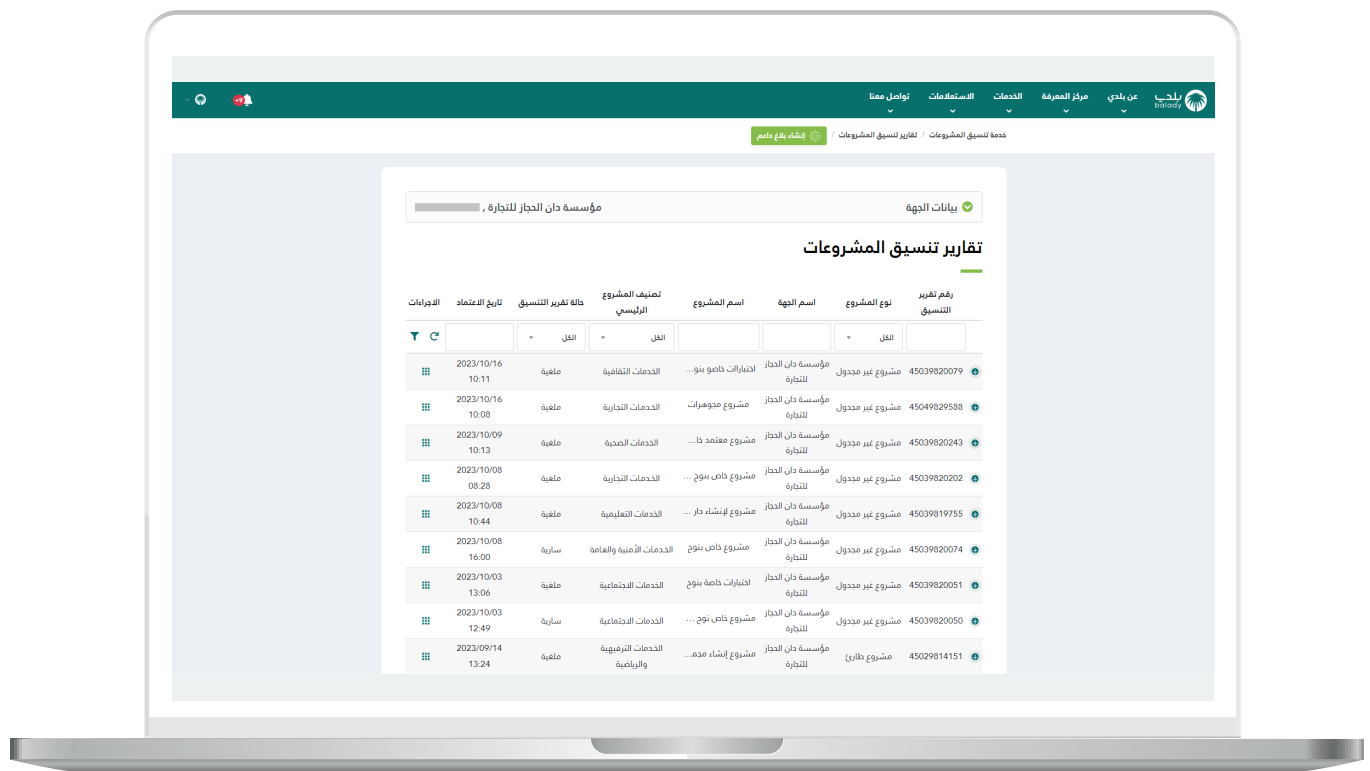 بلدي
balady
عن بلدي
مركز المعرفة
الخدمات
الاستعلامات
تواصل معنا
+9
خدمة تنسيق المشروعات / تقارير تنسيق المشروعات / إنشاء بلاغ داعم
بيانات الجهة
مؤسسة دان الحجاز للتجارة ,
تقارير تنسيق المشروعات
رقم تقرير التنسيق
نوع المشروع
اسم الجهة
اسم المشروع
تصنيف المشروع الرئيسي
حالة تقرير التنسيق
تاريخ الاعتماد
الاجراءات
الكل
الكل
الكل
45039820079 مشروع غير مجدول مؤسسة دان الحجاز للتجارة اختباراات خاصو بنو... الخدمات الثقافية ملغية 2023/10/16 10:11
45049829588 مشروع غير مجدول مؤسسة دان الحجاز للتجارة مشروع مجوهرات الخدمات التجارية ملغية 2023/10/16 10:08
45039820243 مشروع غير مجدول مؤسسة دان الحجاز للتجارة مشروع معتمد خا... الخدمات الصحية ملغية 2023/10/09 10:13
45039820202 مشروع غير مجدول مؤسسة دان الحجاز للتجارة مشروع خاص بنوح ... الخدمات التجارية ملغية 2023/10/08 08:28
45039819755 مشروع غير مجدول مؤسسة دان الحجاز للتجارة مشروع لإنشاء دار ... الخدمات التعليمية ملغية 2023/10/08 10:44
45039820074 مشروع غير مجدول مؤسسة دان الحجاز للتجارة مشروع خاص بنوح الخدمات الأمنية والعامة سارية 2023/10/08 16:00
45039820051 مشروع غير مجدول مؤسسة دان الحجاز للتجارة اختبارات خاصة بنوح الخدمات الاجتماعية ملغية 2023/10/03 13:06
45039820050 مشروع غير مجدول مؤسسة دان الحجاز للتجارة مشروع خاص نوح ... الخدمات الاجتماعية سارية 2023/10/03 12:49
45029814151 مشروع طارئ مؤسسة دان الحجاز للتجارة مشروع إنشاء مجم... الخدمات الترفيهية والرياضية ملغية 2023/09/14 13:24